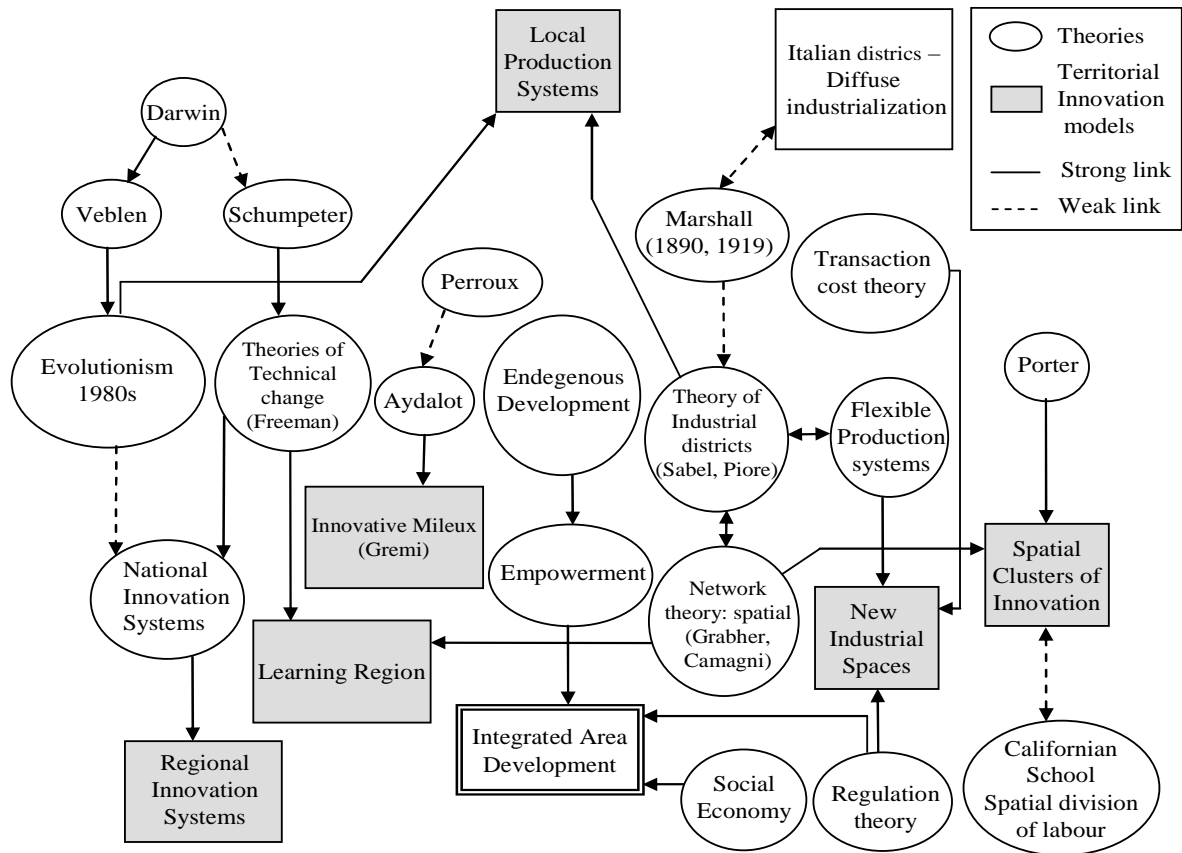 Local
Production
Systems
Italian districs –
Diffuse
industrialization
Theories
Territorial
Innovation
models
Strong link
Weak link
Darwin
Veblen
Schumpeter
Marshall
(1890, 1919)
Transaction
cost theory
Perroux
Evolutionism
1980s
Theories of
Technical
change
(Freeman)
Aydalot
Endegenous
Development
Theory of
Industrial
districts
(Sabel, Piore)
Flexible
Production
systems
Porter
Innovative Mileux
(Gremi)
Empowerment
National
Innovation
Systems
Network
theory: spatial
(Grabher,
Camagni)
New
Industrial
Spaces
Spatial
Clusters of
Innovation
Learning Region
Integrated Area
Development
Regional
Innovation
Systems
Social
Economy
Regulation
theory
Californian
School
Spatial division
of labour